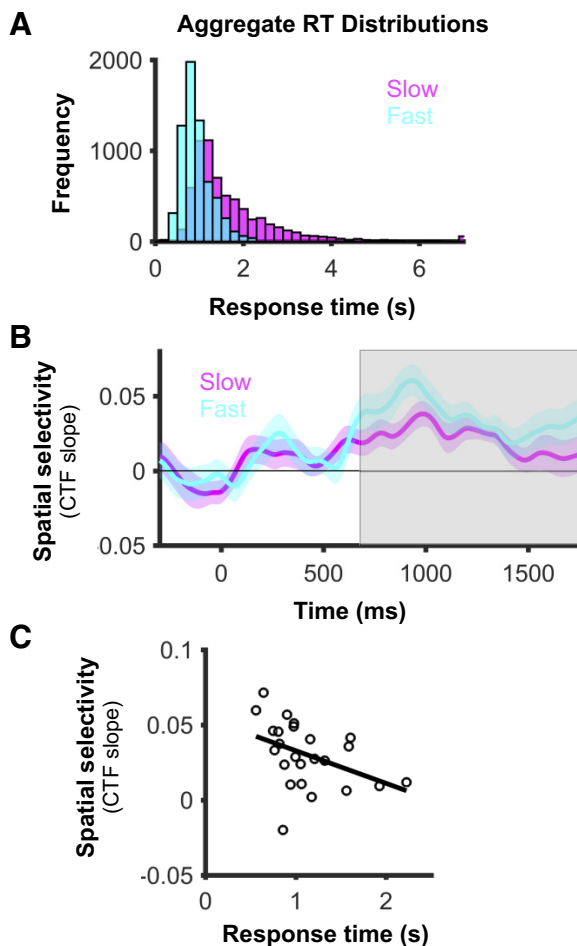 A Aggregate RT Distributions
2000
1000
0
Frequency
Slow
Fast
0 2 4 6
Response time (s)
B
0.05
0
.05
Spatial selectivity
(CTF slope)
Slow
Fast
0 500 1000 1500
Time (ms)
C
0.1
0.05
0
-0.05
Spatial selectivity
(CTF slope)
0 1 2
Response time (s)